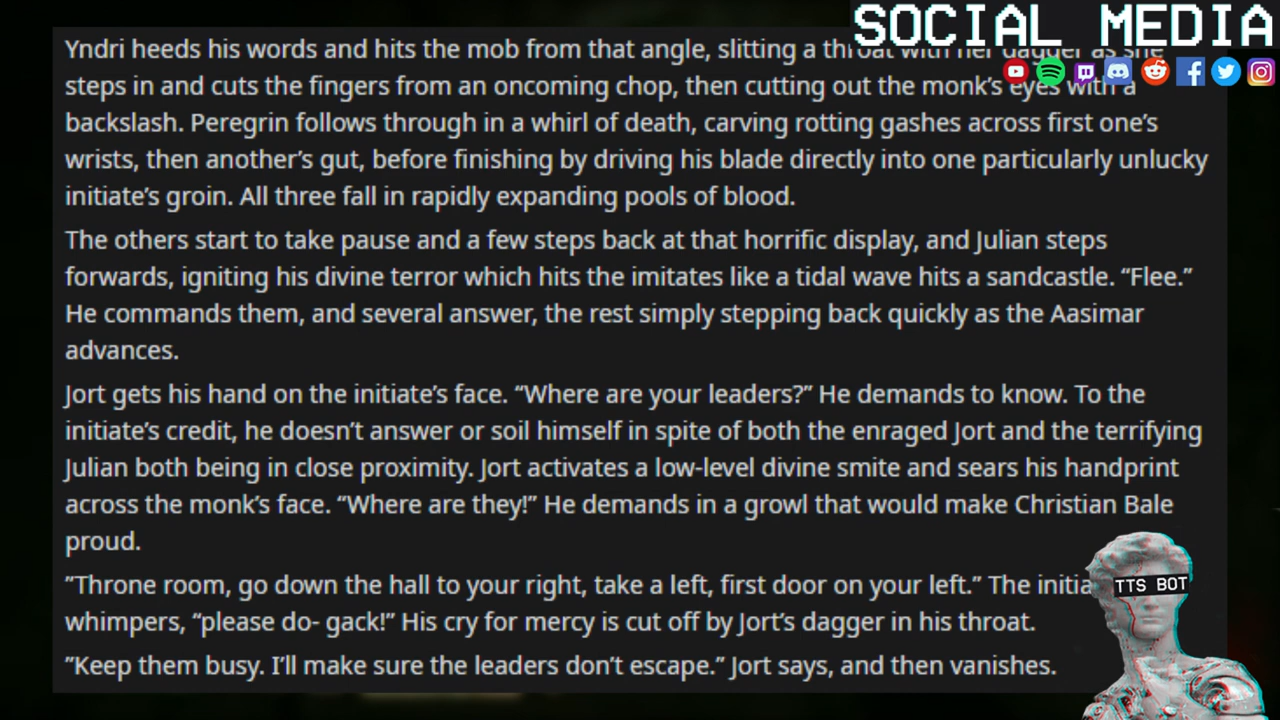 SOCIAL MEDIA
Yndri heeds his words and hits the mob from that angle, slitting a throat with her dagger as she
steps in and cuts the fingers from an oncoming chop, then cutting out the monk’s eyes with a
backslash. Peregrin follows through in a whirl of death, carving rotting gashes across first one’s
wrists, then another’s gut, before finishing by driving his blade directly into one particularly unlucky
initiate’s groin. All three fall in rapidly expanding pools of blood.
The others start to take pause and a few steps back at that horrific display, and Julian steps
forwards, igniting his divine terror which hits the imitates like a tidal wave hits a sandcastle. “Flee.”
He commands them, and several answer, the rest simply stepping back quickly as the Aasimar
advances.
Jort gets his hand on the initiate’s face. “Where are your leaders?” He demands to know. To the
initiate’s credit, he doesn’t answer or soil himself in spite of both the enraged Jort and the terrifying
Julian both being in close proximity. Jort activates a low-level divine smite and sears his handprint
across the monk’s face. “Where are they!” He demands in a growl that would make Christian Bale
proud.
”Throne room, go down the hall to your right, take a left, first door on your left.” The initia
whimpers, “please do- gack!” His cry for mercy is cut off by Jort’s dagger in his throat.
”Keep them busy. I’ll make sure the leaders don’t escape.” Jort says, and then vanishes.
TTS BOT